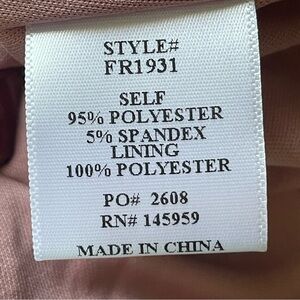 STYLE#
FR1931
SELF
95% POLYESTER
5% SPANDEX
LINING
100% POLYESTER
PO# 2608
RN# 145959
MADE IN CHINA